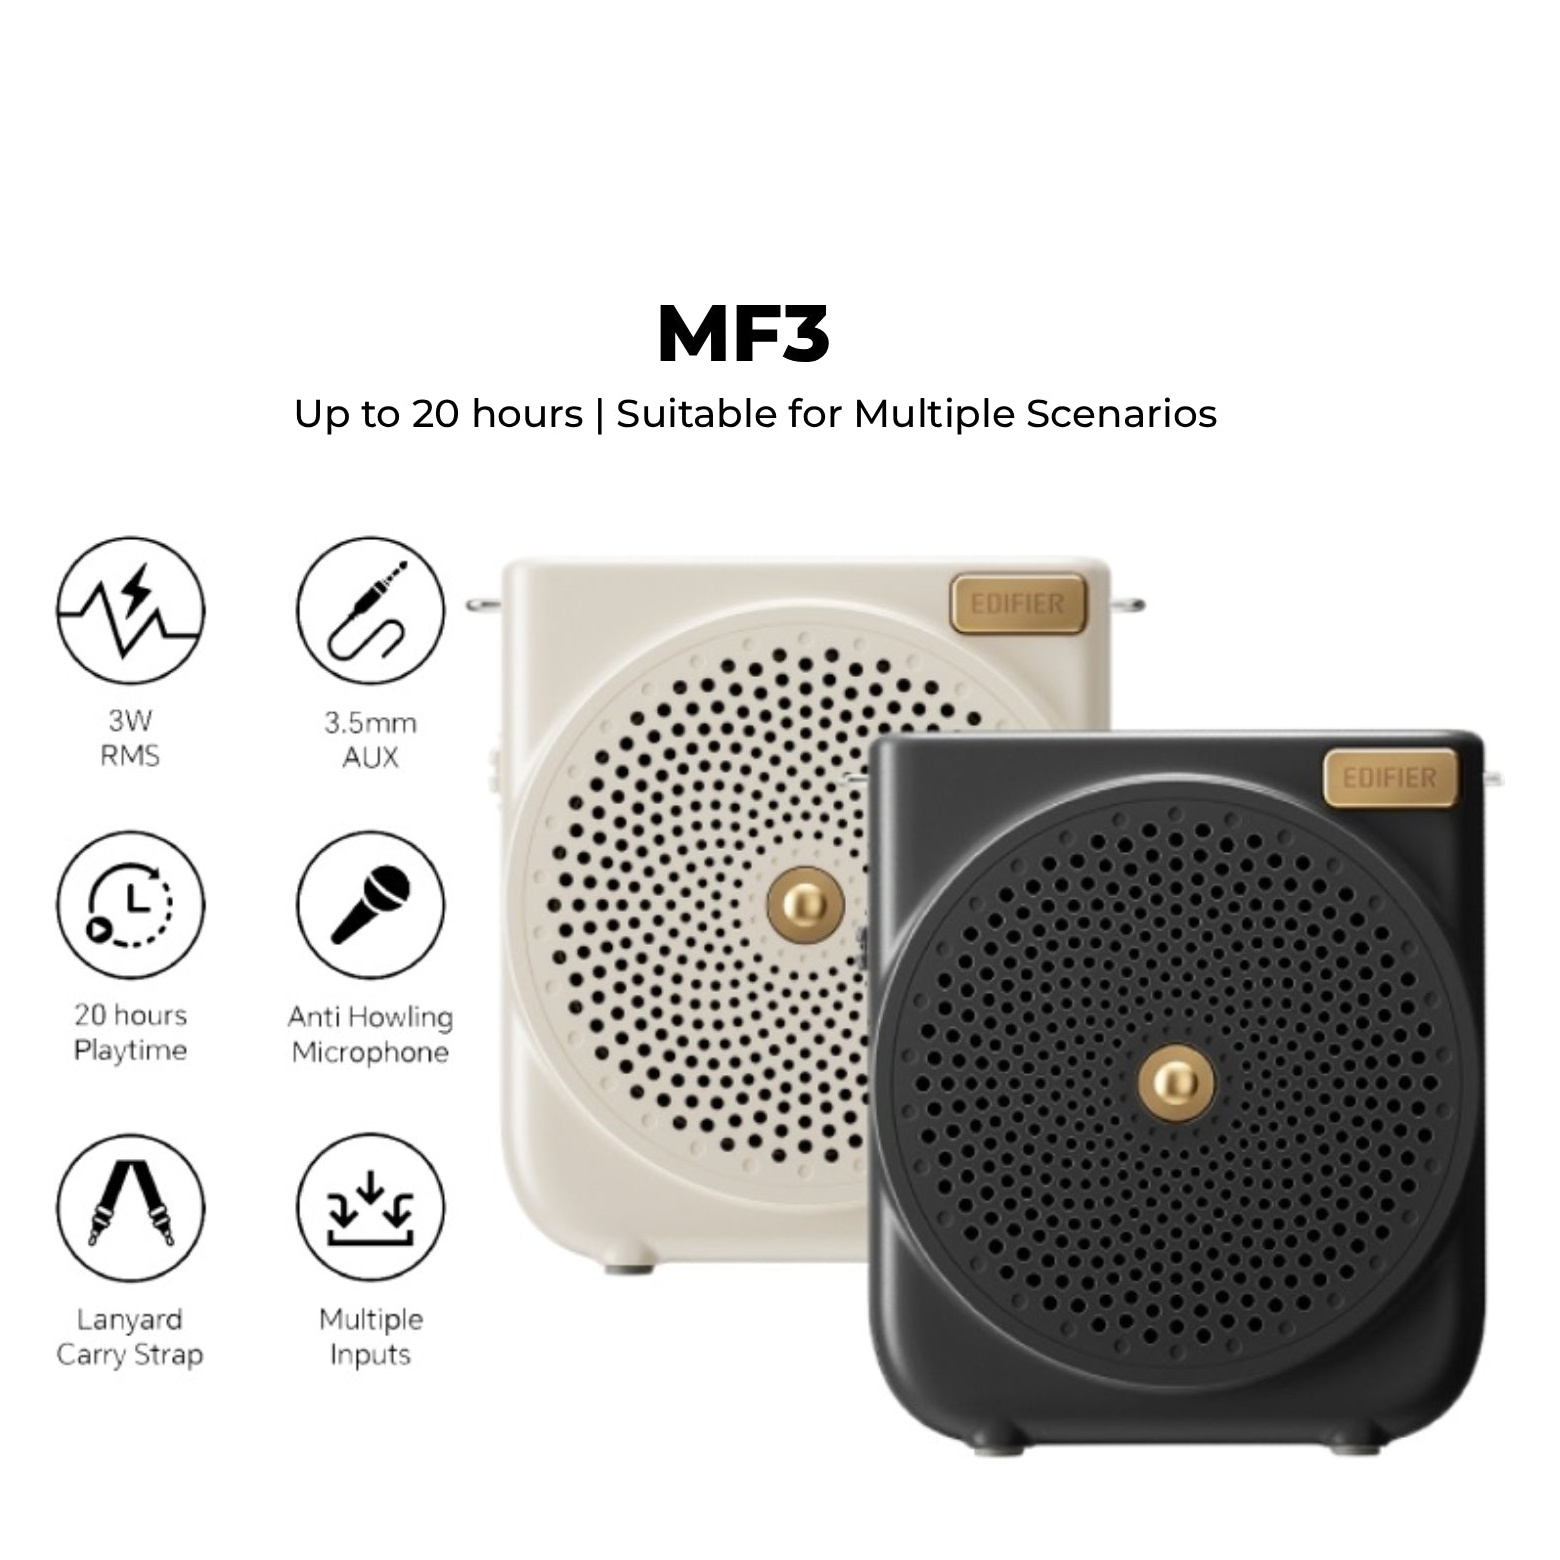 MF3
Up to 20 hours | Suitable for Multiple Scenarios
3W
RMS
3.5mm
AUX
20 hours
Playtime
Anti Howling
Microphone
Lanyard
Carry Strap
Multiple
Inputs
EDIFIER
EDIFIER